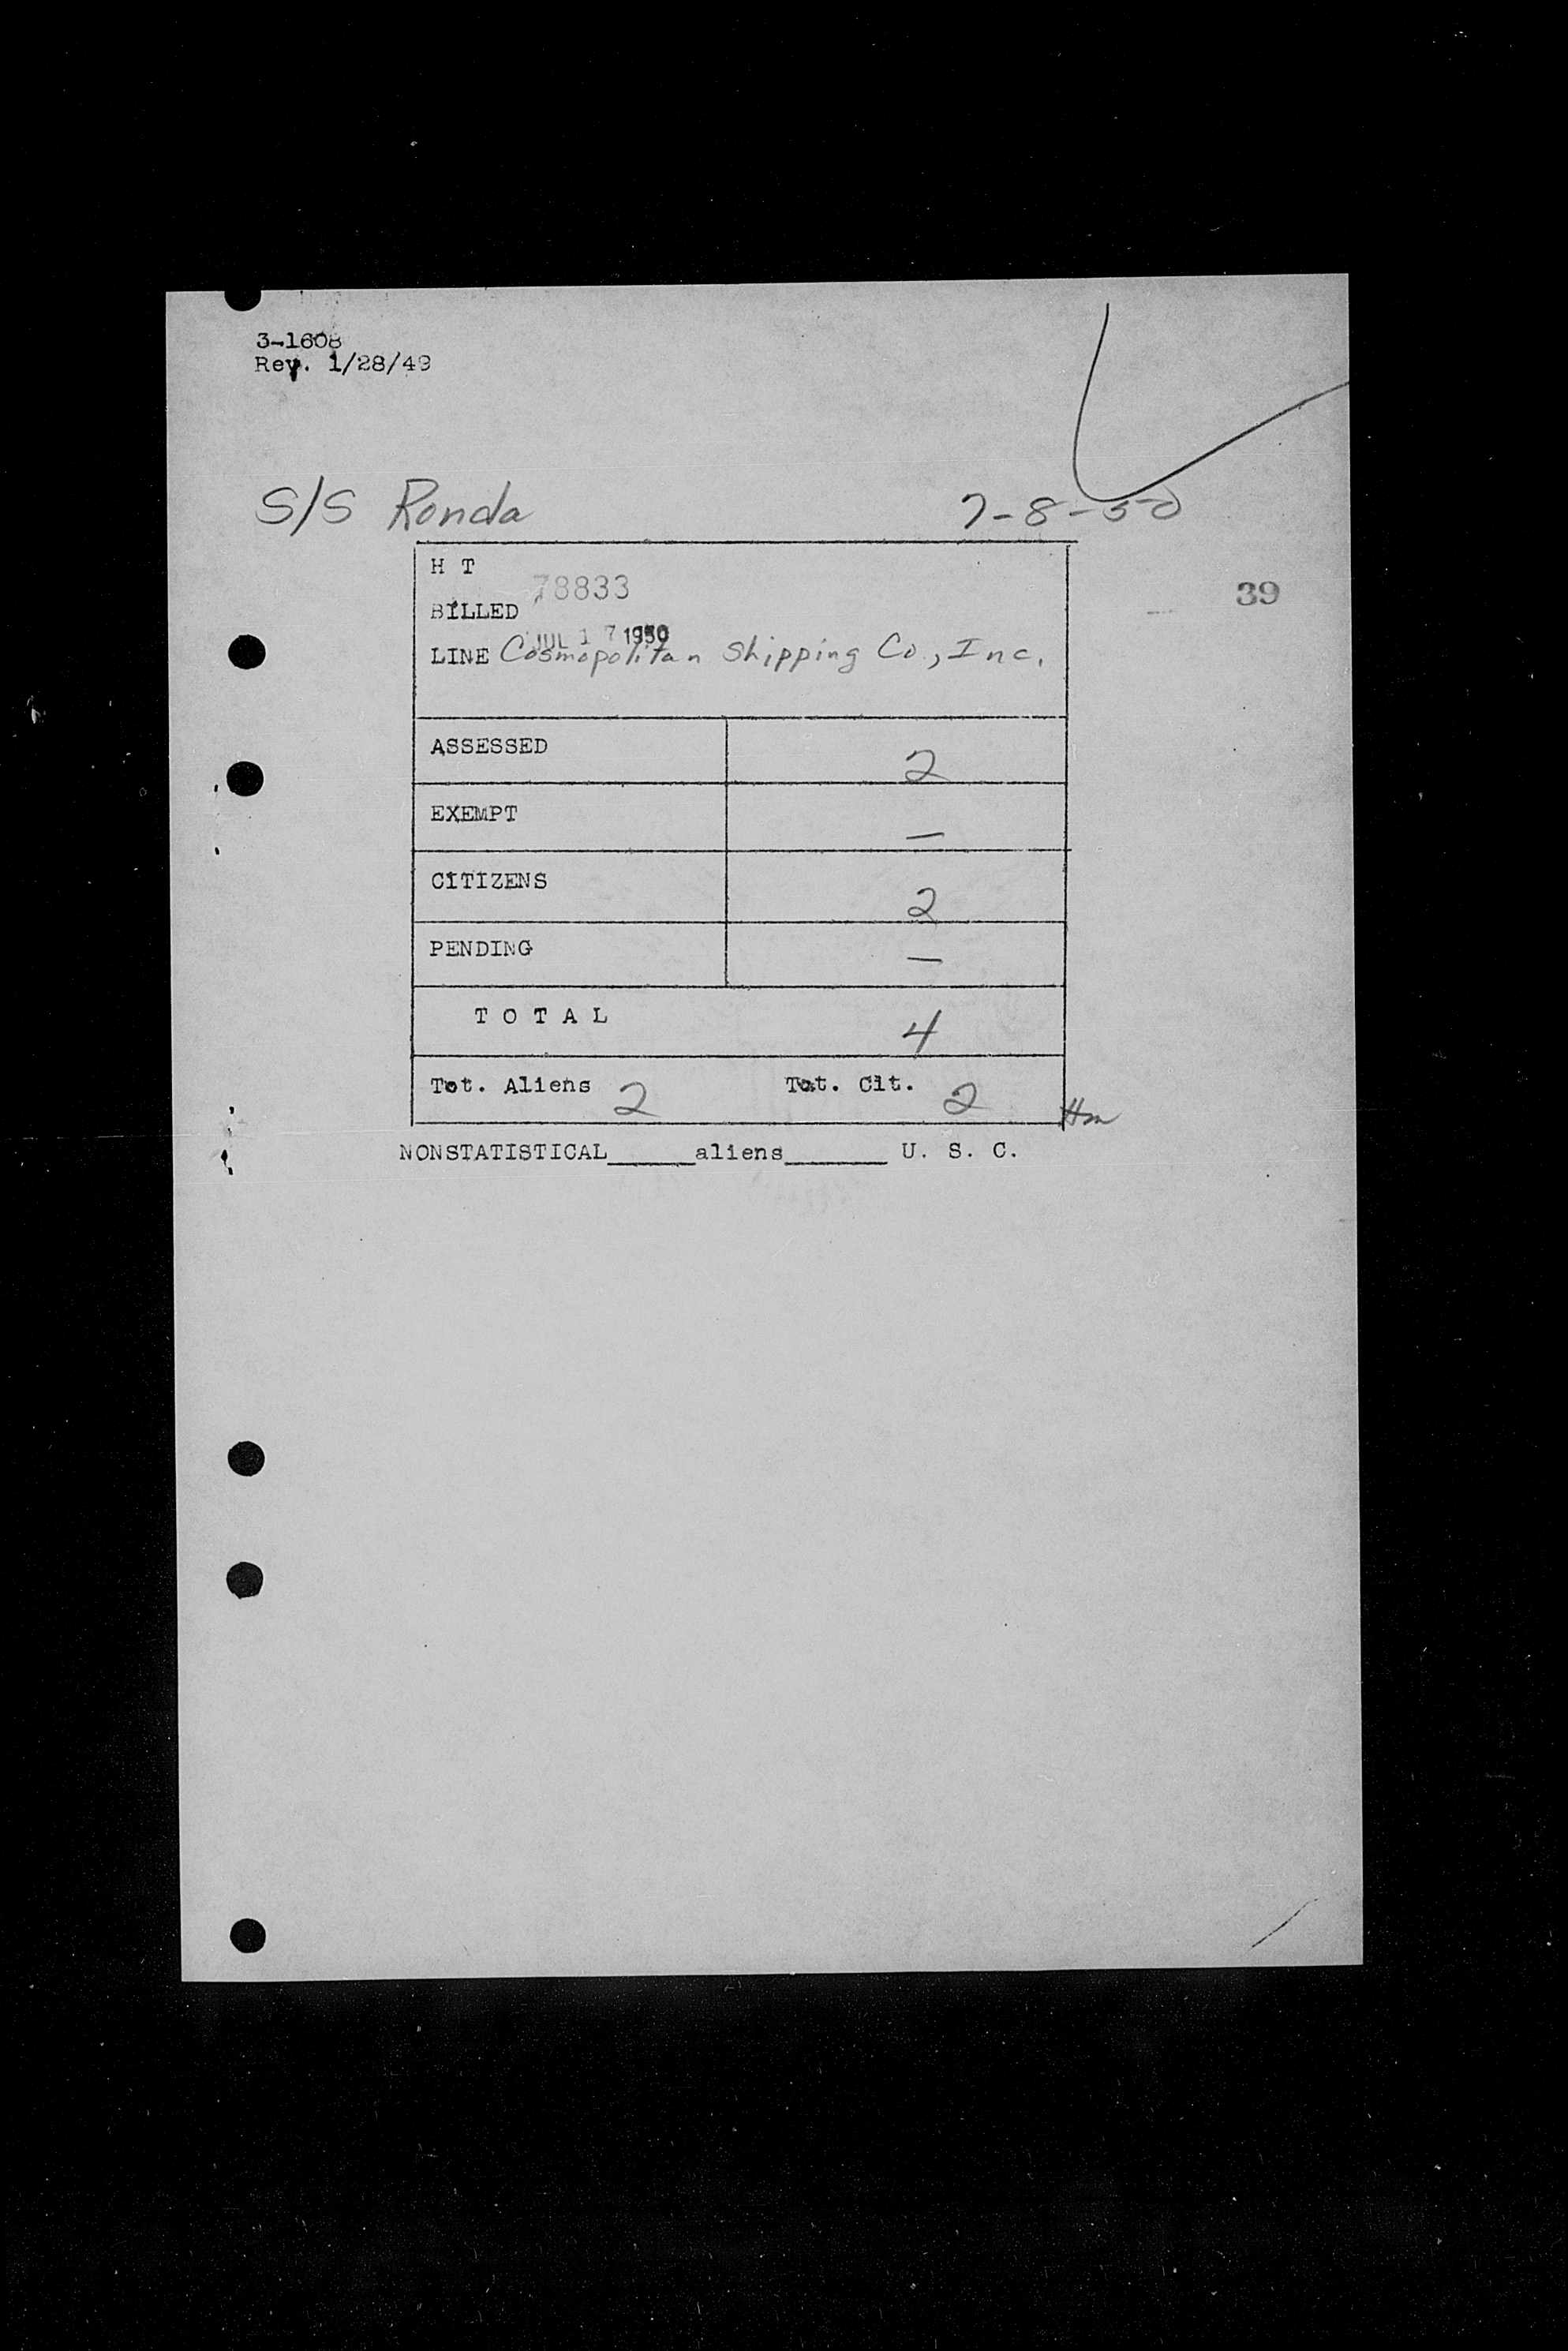 3-1608
Rev. 1/28/49
S/S Ronda 7-8-50
H T
78833
BILLED
JUL 17 1950
LINE Cosmopolitan Shipping Co., Inc.
39
ASSESSED 2
EXEMPT —
CITIZENS 2
PENDING —
T O T A L 4
Tot. Aliens 2 Tot. Cit. 2
NONSTATISTICAL______aliens_______ U. S. C.